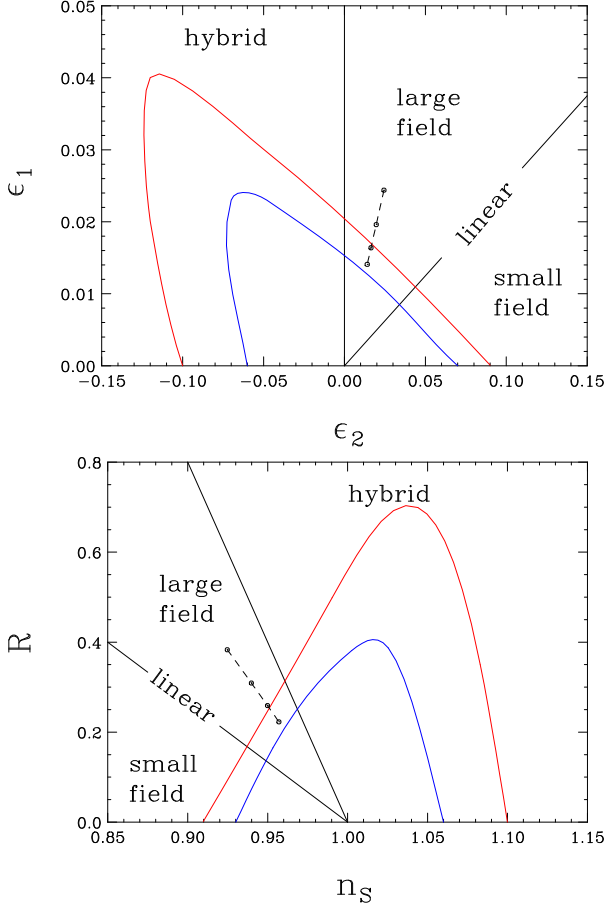 0.05
hybrid
0.04
large
field
0.03
ϵ1
0.02
linear
small
field
0.01
0.00
−0.15 −0.10 −0.05 0.00 0.05 0.10 0.15
ϵ2
0.8
hybrid
0.6
large
field
R
0.4
linear
0.2
small
field
0.0
0.85 0.90 0.95 1.00 1.05 1.10 1.15
nS